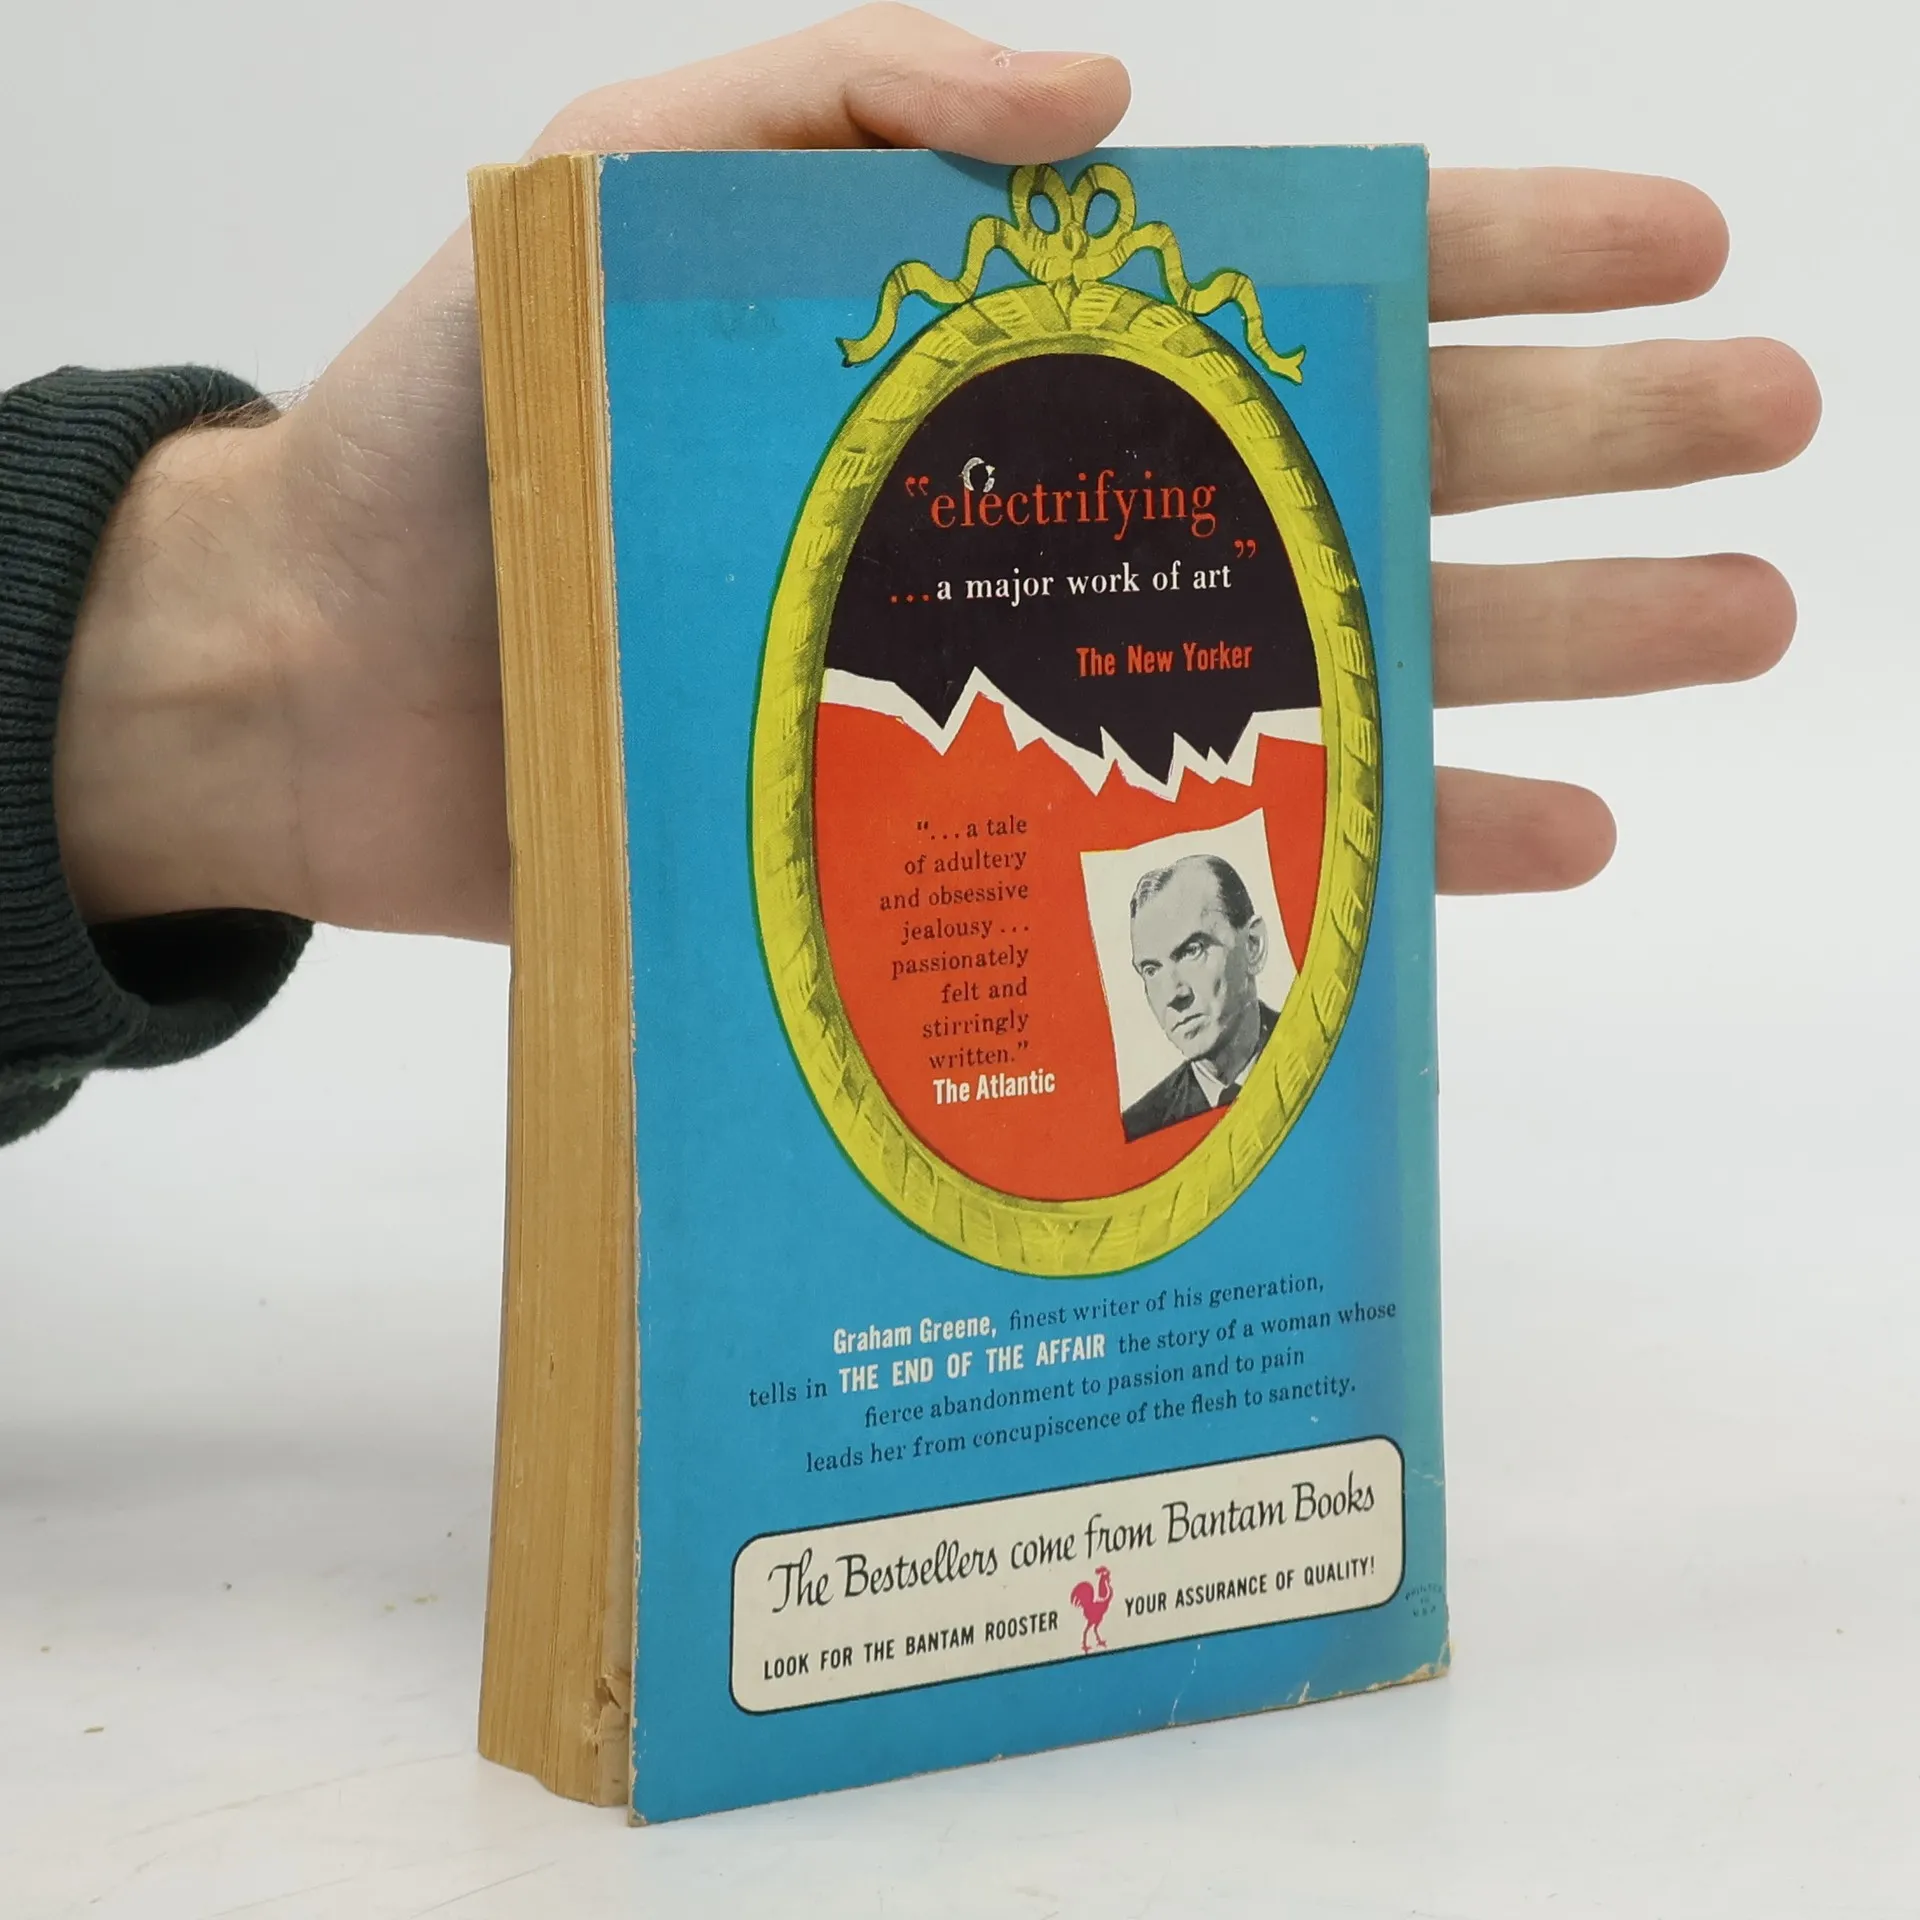 “electrifying
...a major work of art”
The New Yorker
"...a tale
of adultery
and obsessive
jealousy...
passionately
felt and
stirringly
written."
The Atlantic
Graham Greene, finest writer of his generation,
tells in THE END OF THE AFFAIR the story of a woman whose
fierce abandonment to passion and to pain
leads her from concupiscence of the flesh to sanctity.
The Bestsellers come from Bantam Books
LOOK FOR THE BANTAM ROOSTER YOUR ASSURANCE OF QUALITY!
PRINTED
IN